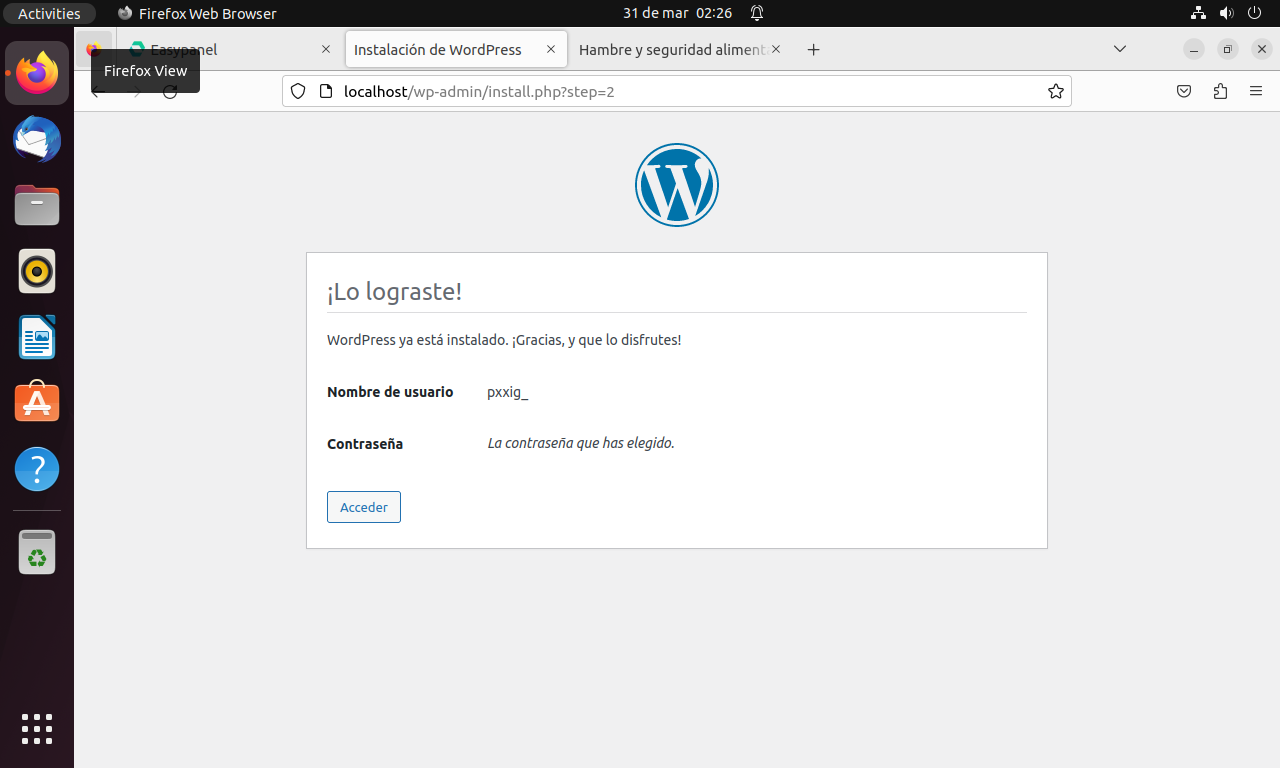 Activities
Firefox Web Browser
31 de mar 02:26
Easypanel
Instalación de WordPress
Hambre y seguridad aliment
Firefox View
localhost/wp-admin/install.php?step=2
¡Lo lograste!
WordPress ya está instalado. ¡Gracias, y que lo disfrutes!
Nombre de usuario pxxig_
Contraseña La contraseña que has elegido.
Acceder